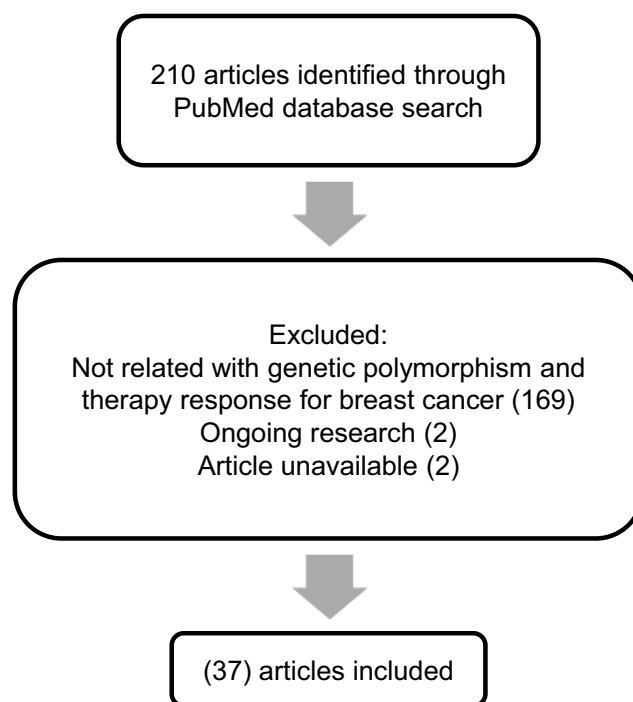 210 articles identified through
PubMed database search
Excluded:
Not related with genetic polymorphism and
therapy response for breast cancer (169)
Ongoing research (2)
Article unavailable (2)
(37) articles included